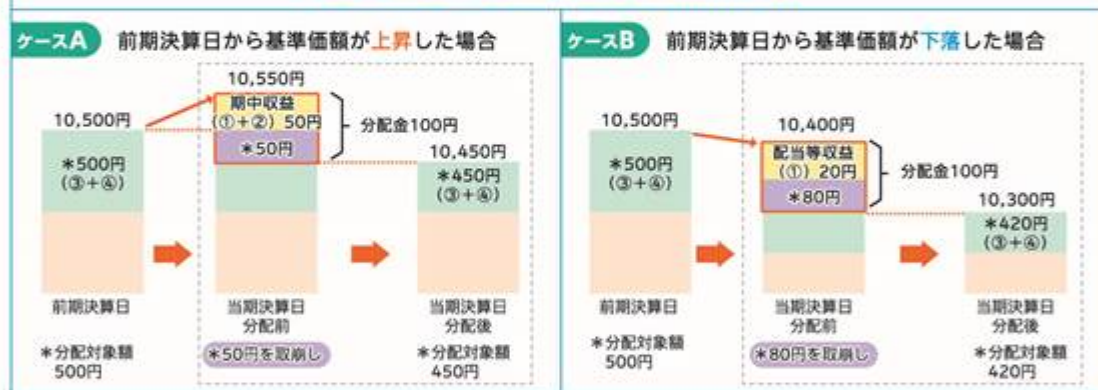 ケースA 前期決算日から基準価額が上昇した場合
10,500円
*500円
(③+④)
前期決算日
*分配対象額
500円
10,550円
期中収益
(①+②) 50円
*50円
分配金100円
当期決算日
分配前
*50円を取崩し
10,450円
*450円
(③+④)
当期決算日
分配後
*分配対象額
450円
ケースB 前期決算日から基準価額が下落した場合
10,500円
*500円
(③+④)
前期決算日
*分配対象額
500円
10,400円
配当等収益
(①) 20円
*80円
分配金100円
当期決算日
分配前
*80円を取崩し
10,300円
*420円
(③+④)
当期決算日
分配後
*分配対象額
420円